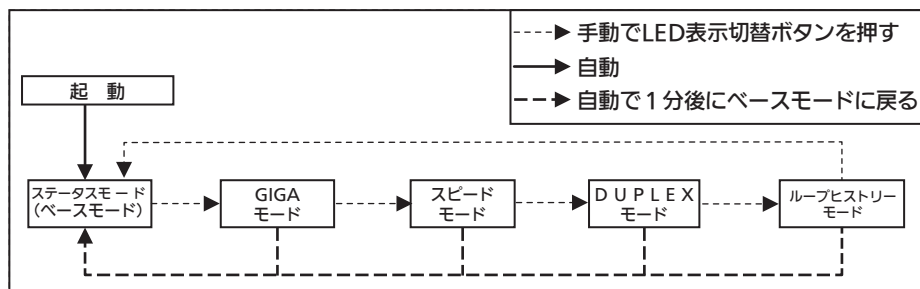 手動でLED表示切替ボタンを押す
自動
自動で1分後にベースモードに戻る
起 動
ステータスモード
(ベースモード)
GIGA
モード
スピード
モード
DUPLEX
モード
ループヒストリー
モード